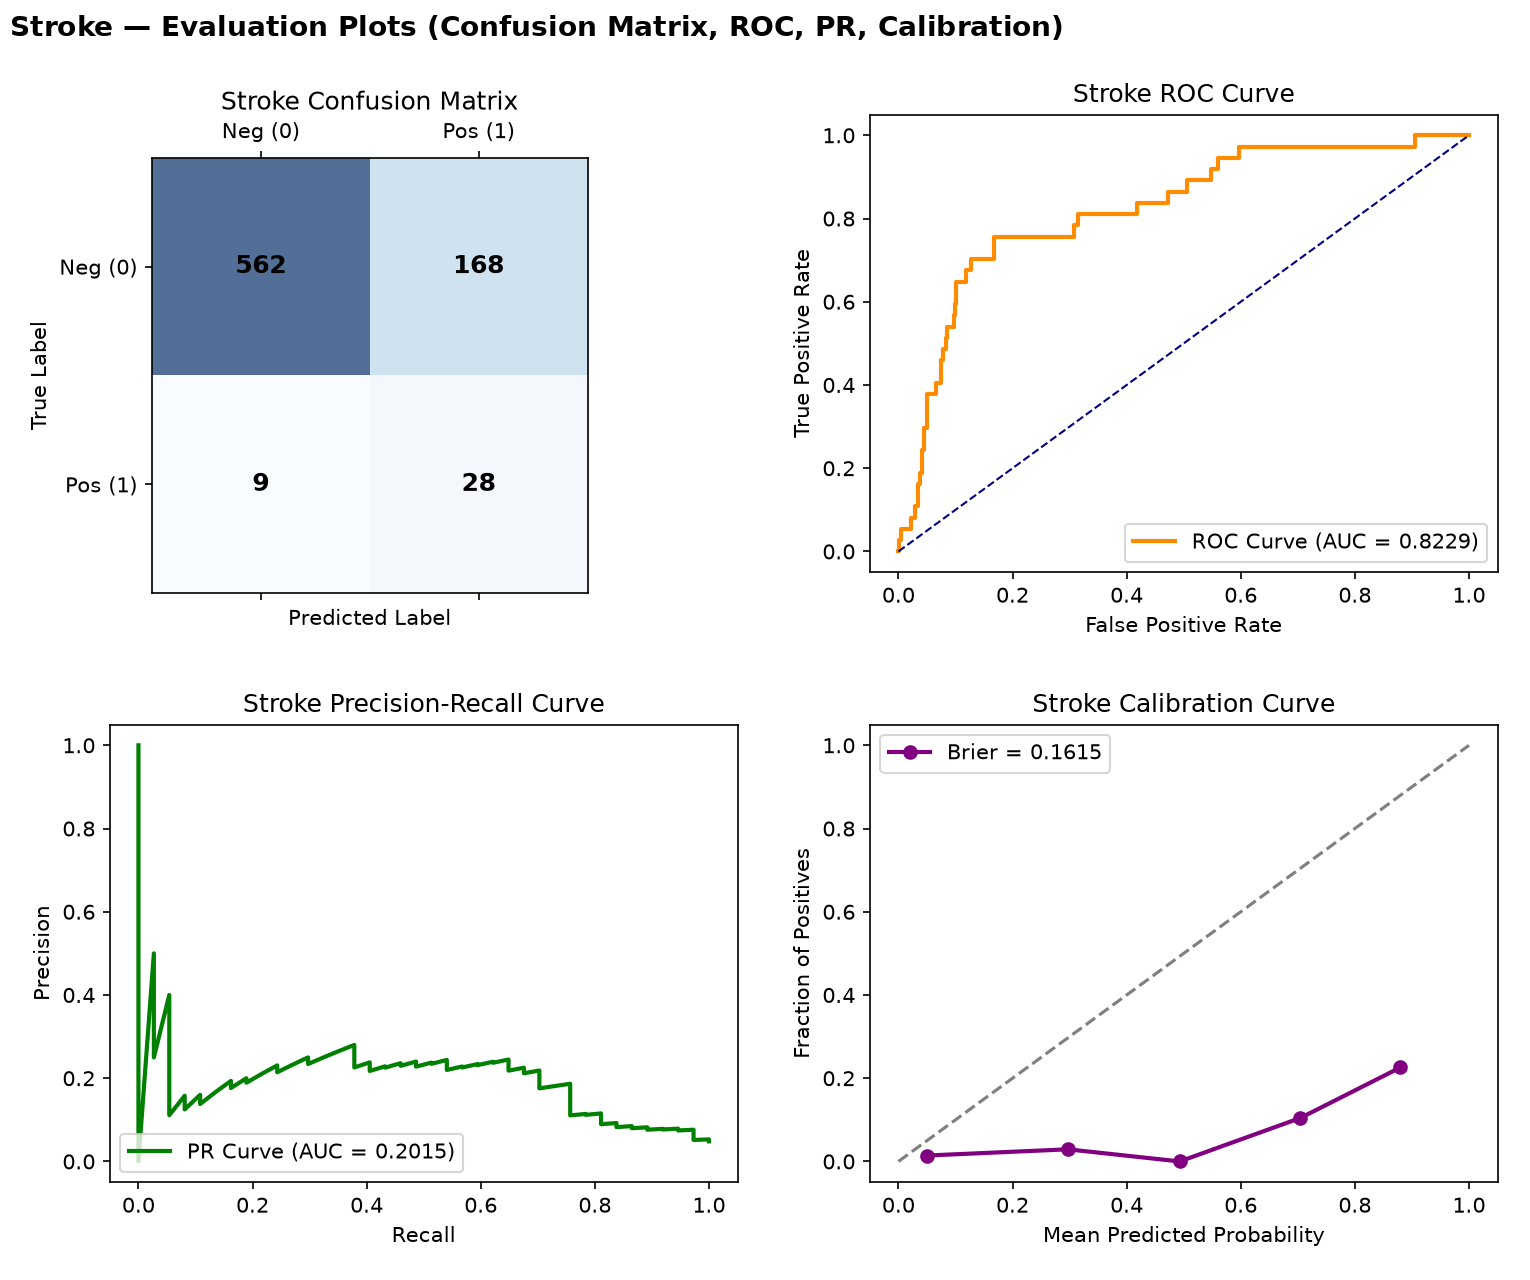 Stroke — Evaluation Plots (Confusion Matrix, ROC, PR, Calibration)
Stroke Confusion Matrix
Neg (0) Pos (1)
True Label
Neg (0) 562 168
Pos (1) 9 28
Predicted Label
Stroke ROC Curve
True Positive Rate
1.0
0.8
0.6
0.4
0.2
0.0
ROC Curve (AUC = 0.8229)
0.0 0.2 0.4 0.6 0.8 1.0
False Positive Rate
Stroke Precision-Recall Curve
Precision
1.0
0.8
0.6
0.4
0.2
0.0
PR Curve (AUC = 0.2015)
0.0 0.2 0.4 0.6 0.8 1.0
Recall
Stroke Calibration Curve
Fraction of Positives
Brier = 0.1615
1.0
0.8
0.6
0.4
0.2
0.0
0.0 0.2 0.4 0.6 0.8 1.0
Mean Predicted Probability